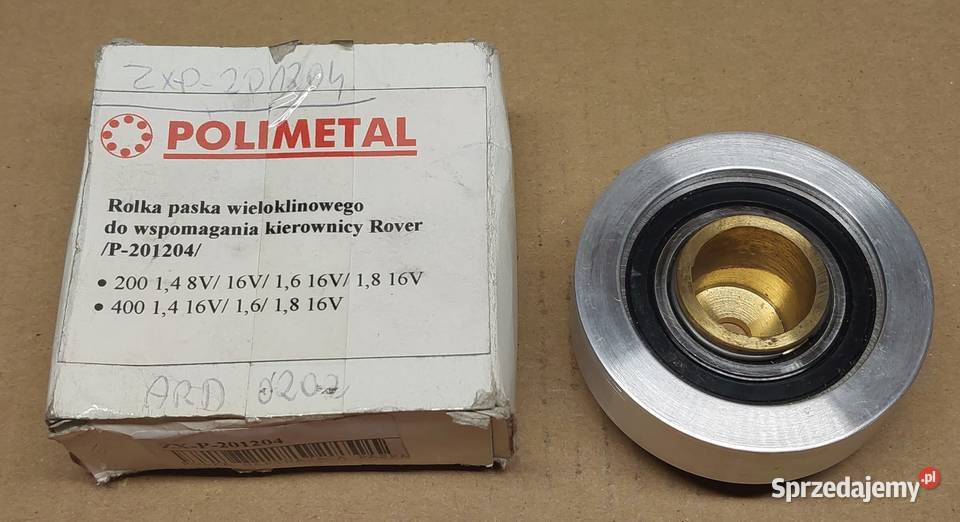 ZXP-201204
POLIMETAL
Rolka paska wieloklinowego
do wspomagania kierownicy Rover
/P-201204/
• 200 1,4 8V/ 16V/ 1,6 16V/ 1,8 16V
• 400 1,4 16V/ 1,6/ 1,8 16V
ARD
ZX-P-201204
Sprzedajemy.pl